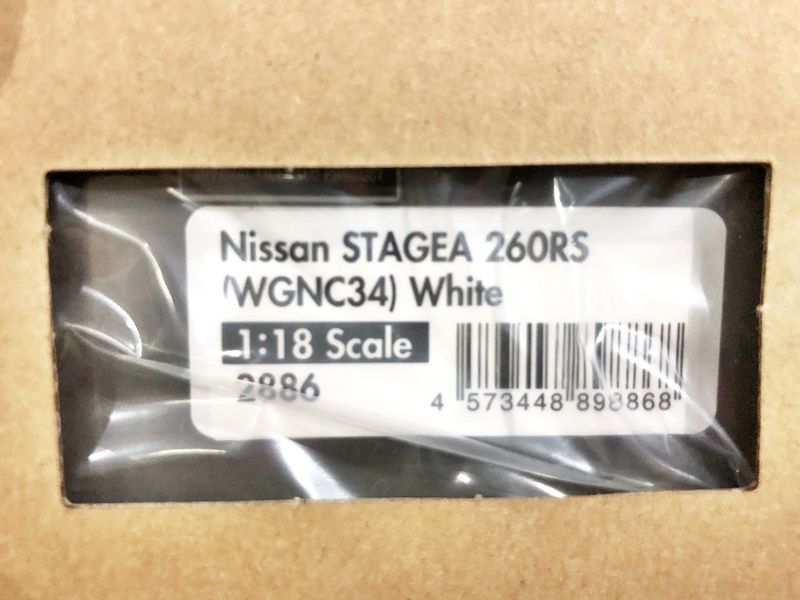 Nissan STAGEA 260RS
(WGNC34) White
1:18 Scale
2886
4 573448 898868